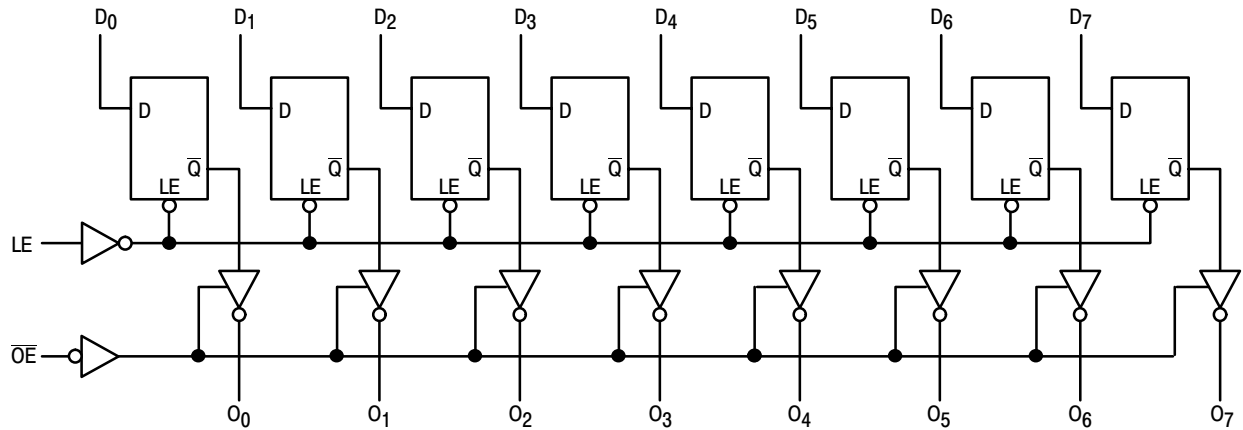 D0 D1 D2 D3 D4 D5 D6 D7
D D D D D D D D
Q̅ Q̅ Q̅ Q̅ Q̅ Q̅ Q̅ Q̅
LE LE LE LE LE LE LE LE
LE
O̅E̅
O0 O1 O2 O3 O4 O5 O6 O7